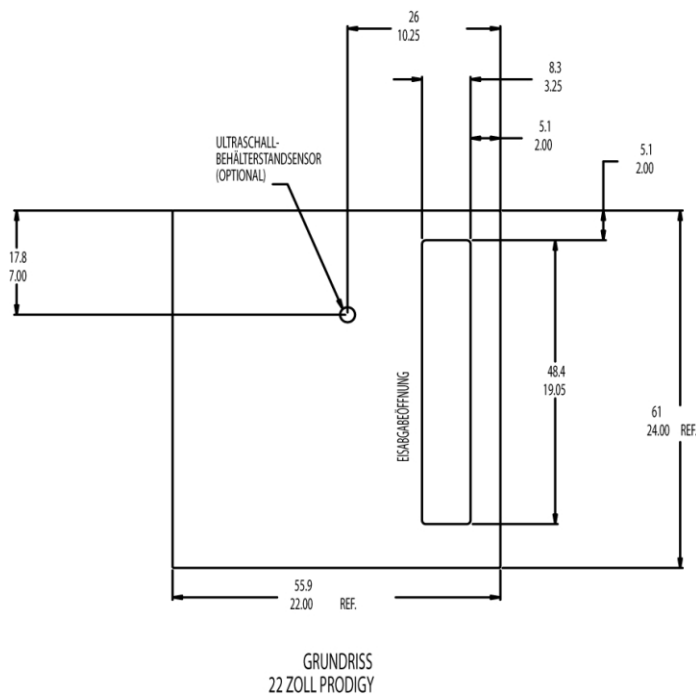 26
10.25
8.3
3.25
5.1
2.00
5.1
2.00
ULTRASCHALL-
BEHÄLTERSTANDSENSOR
(OPTIONAL)
17.8
7.00
EISABGABEÖFFNUNG
48.4
19.05
61
24.00 REF.
55.9
22.00 REF.
GRUNDRISS
22 ZOLL PRODIGY